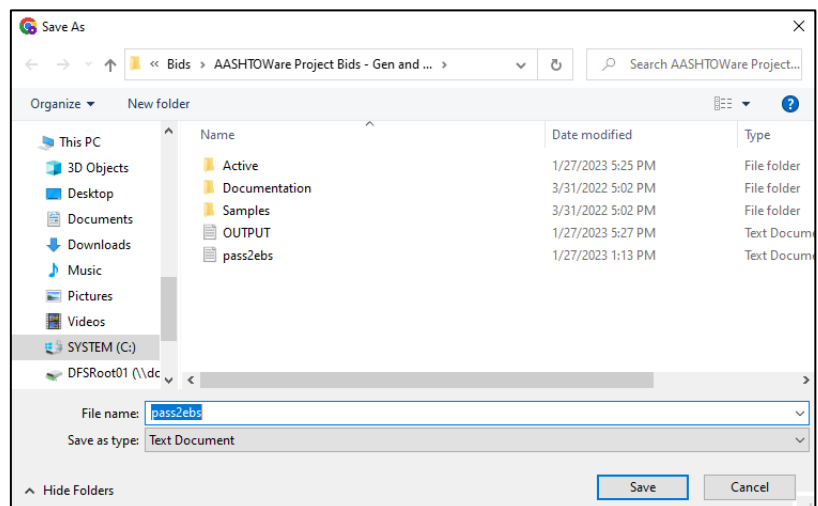 Save As
« Bids › AASHTOWare Project Bids - Gen and ... ›
Search AASHTOWare Project...
Organize
New folder
Name
Date modified
Type
This PC
3D Objects
Desktop
Documents
Downloads
Music
Pictures
Videos
SYSTEM (C:)
DFSRoot01 (\\dc
Active 1/27/2023 5:25 PM File folder
Documentation 3/31/2022 5:02 PM File folder
Samples 3/31/2022 5:02 PM File folder
OUTPUT 1/27/2023 5:27 PM Text Docum
pass2ebs 1/27/2023 1:13 PM Text Docum
File name: pass2ebs
Save as type: Text Document
Hide Folders
Save
Cancel